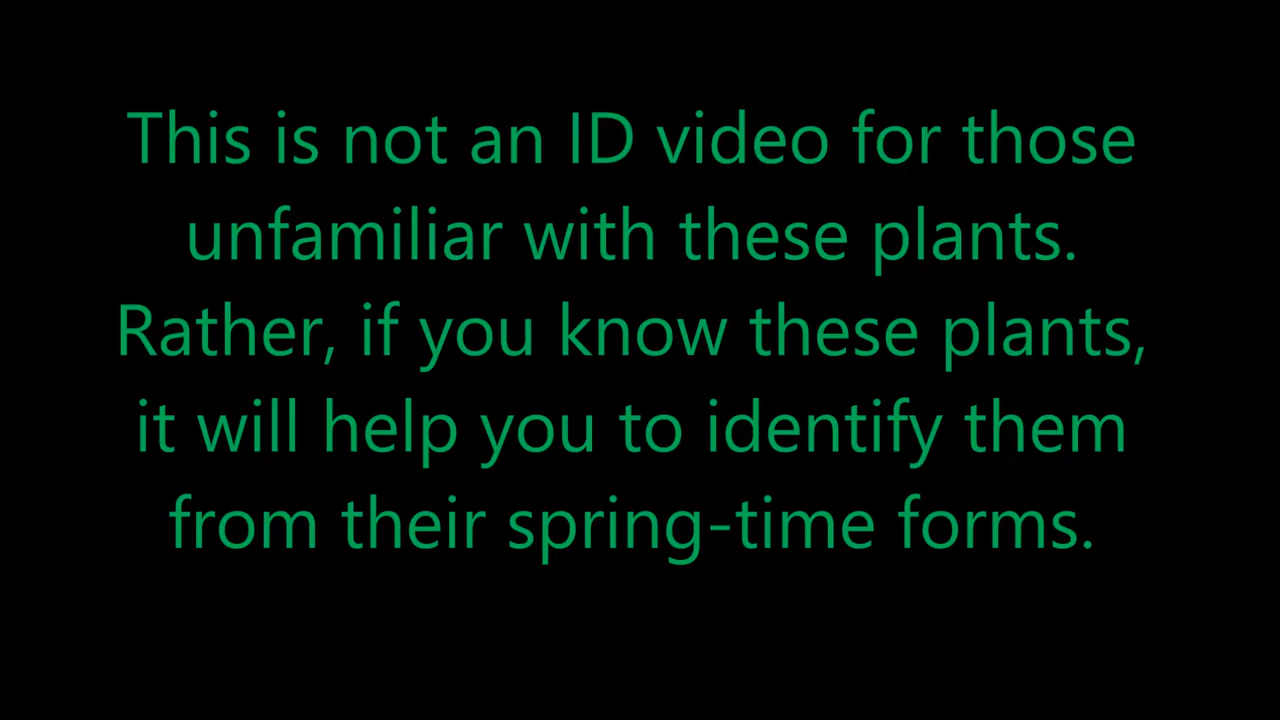 This is not an ID video for those
unfamiliar with these plants.
Rather, if you know these plants,
it will help you to identify them
from their spring-time forms.